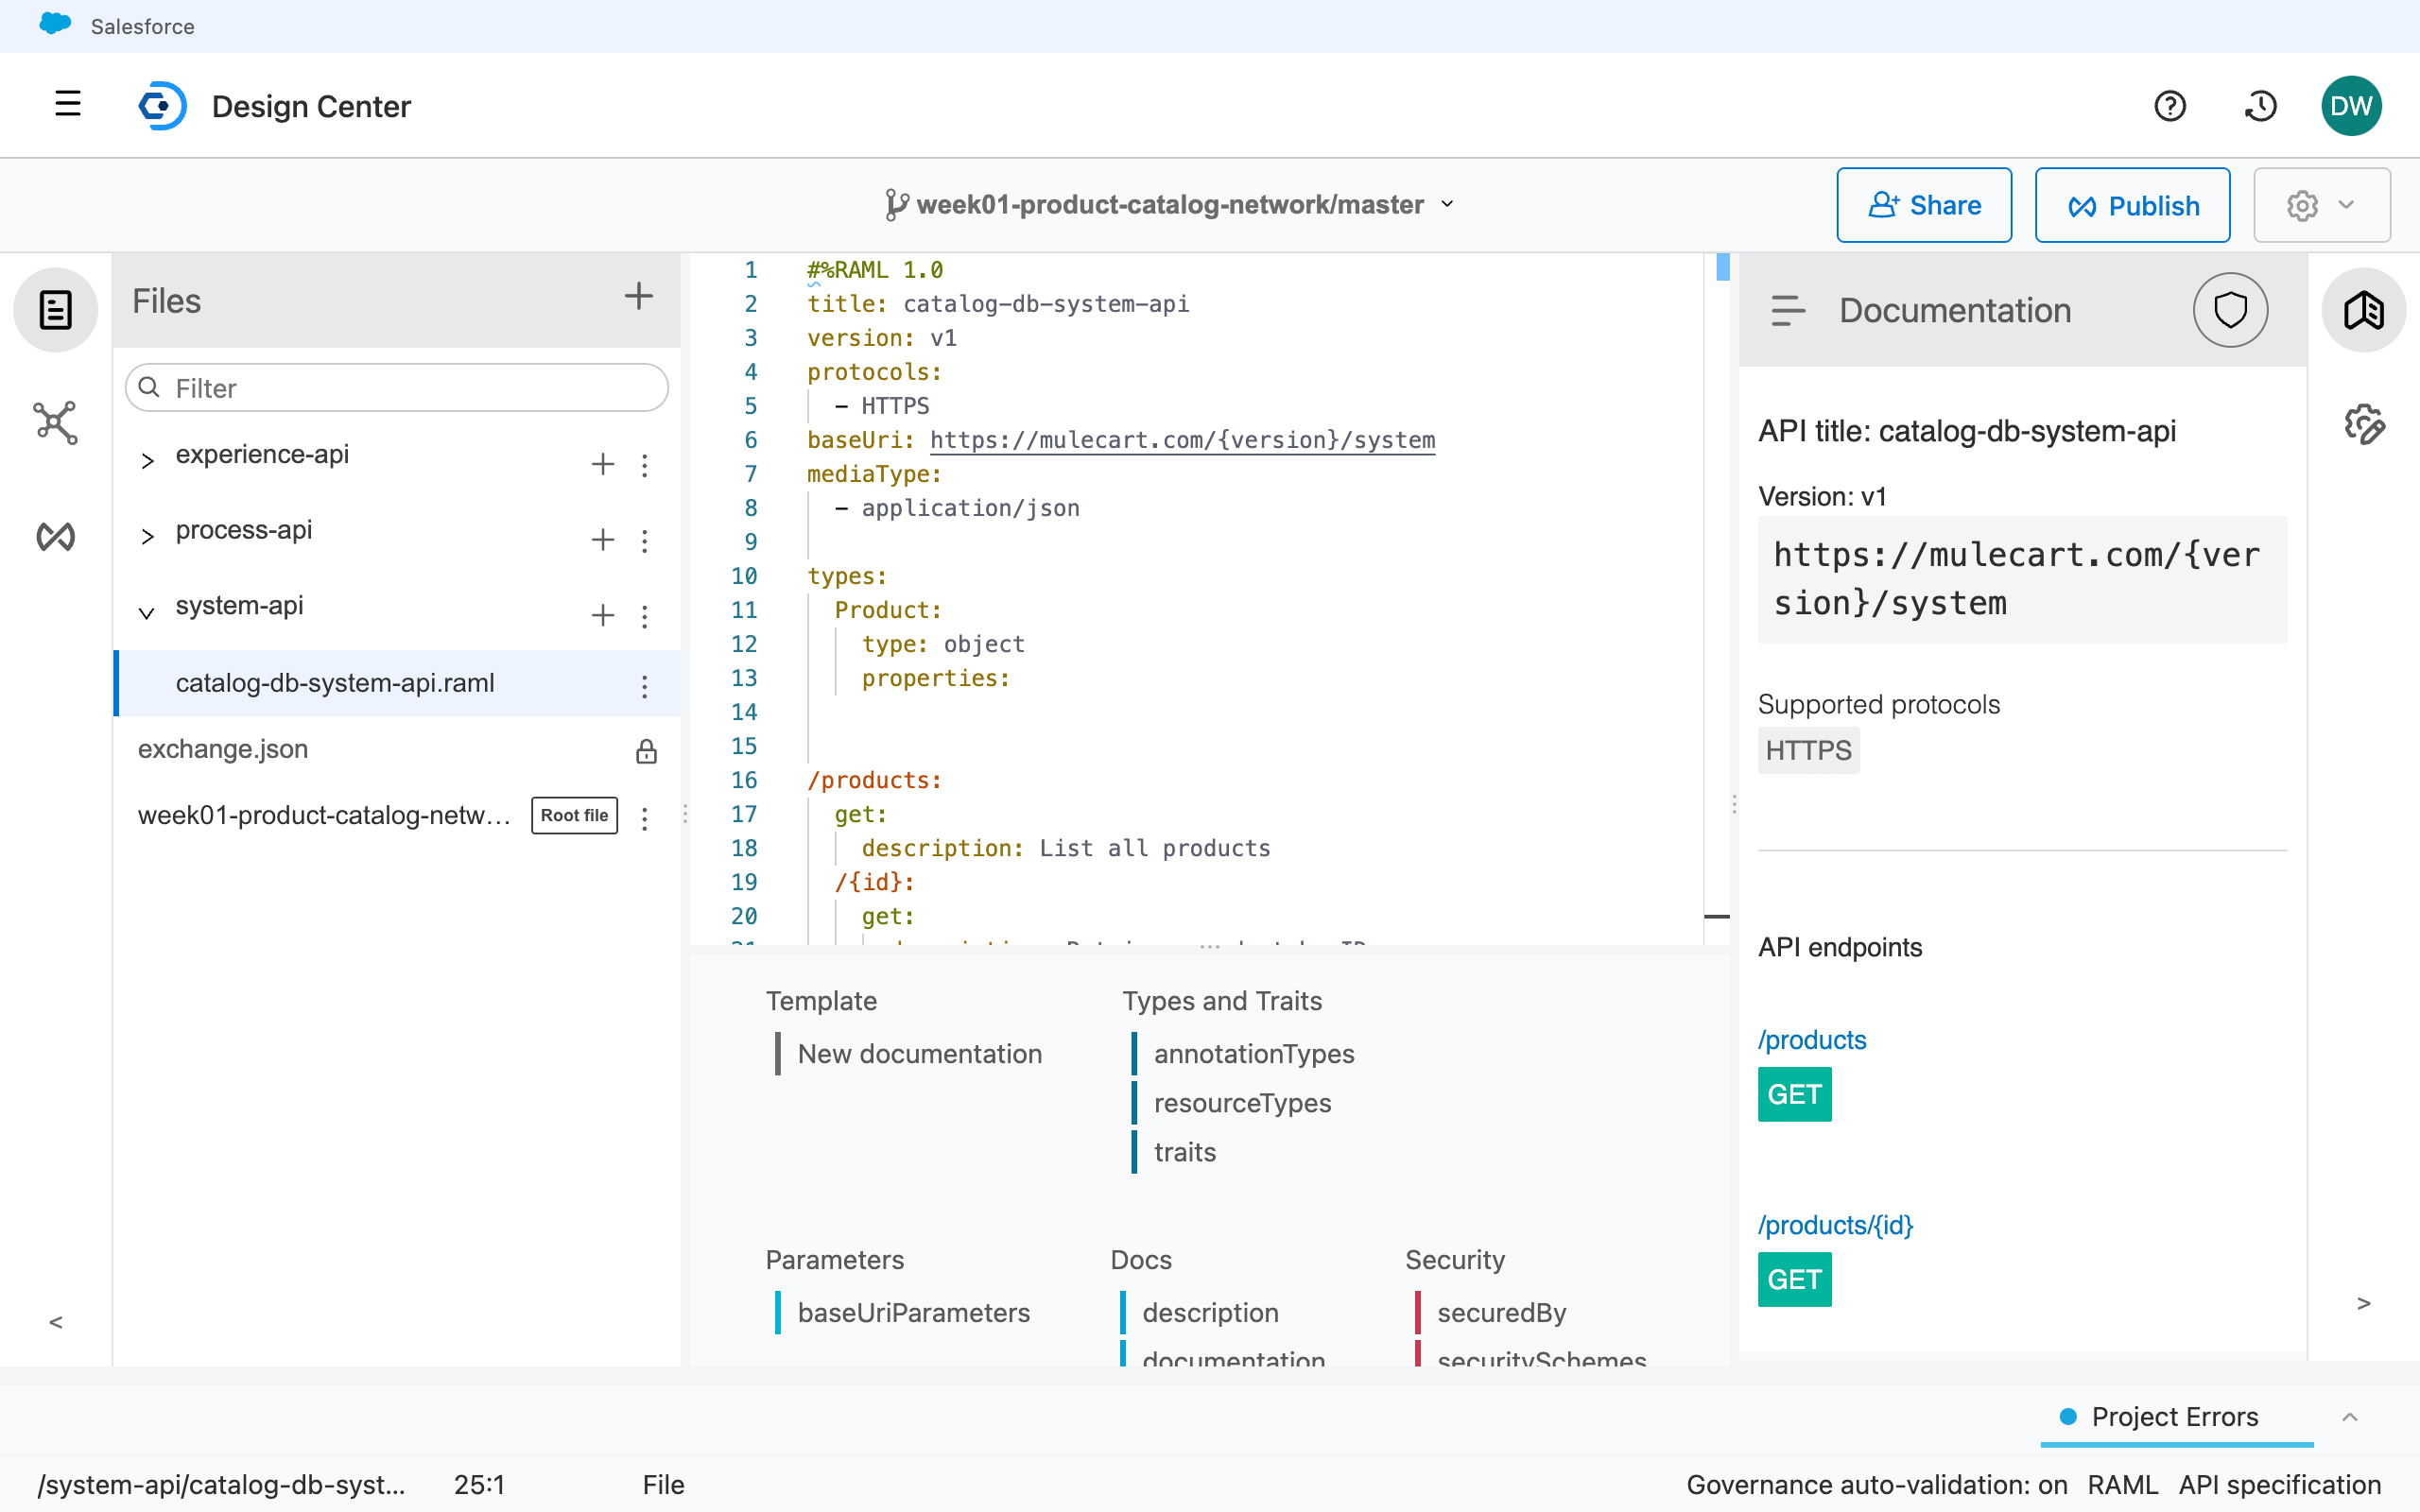 Salesforce
Design Center
DW
week01-product-catalog-network/master
Share
Publish
Files
Filter
experience-api
process-api
system-api
catalog-db-system-api.raml
exchange.json
week01-product-catalog-netw... Root file
1 #%RAML 1.0
2 title: catalog-db-system-api
3 version: v1
4 protocols:
5 - HTTPS
6 baseUri: https://mulecart.com/{version}/system
7 mediaType:
8 - application/json
9
10 types:
11 Product:
12 type: object
13 properties:
14
15
16 /products:
17 get:
18 description: List all products
19 /{id}:
20 get:
Template
New documentation
Types and Traits
annotationTypes
resourceTypes
traits
Parameters
baseUriParameters
Docs
description
documentation
Security
securedBy
securitySchemes
Documentation
API title: catalog-db-system-api
Version: v1
https://mulecart.com/{ver
sion}/system
Supported protocols
HTTPS
API endpoints
/products
GET
/products/{id}
GET
Project Errors
/system-api/catalog-db-syst... 25:1 File Governance auto-validation: on RAML API specification